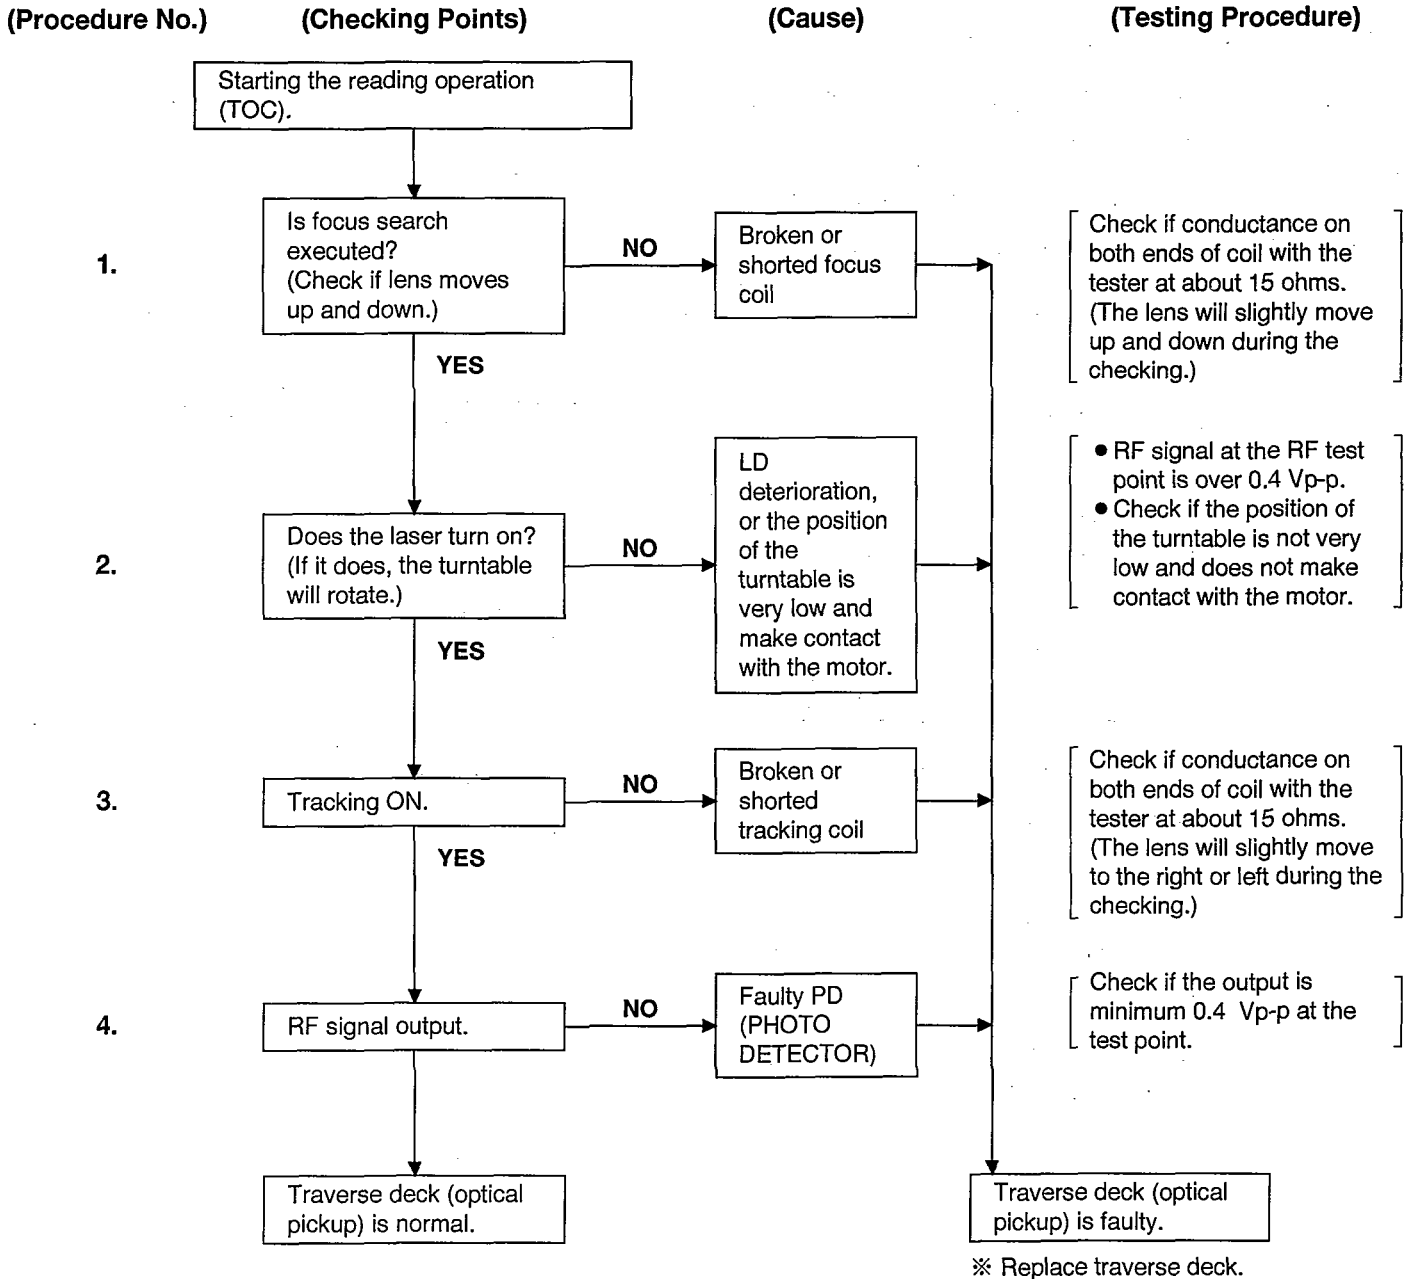 (Procedure No.) (Checking Points) (Cause) (Testing Procedure)
Starting the reading operation
(TOC).
1.
Is focus search
executed?
(Check if lens moves
up and down.)
NO
YES
Broken or
shorted focus
coil
Check if conductance on
both ends of coil with the
tester at about 15 ohms.
(The lens will slightly move
up and down during the
checking.)
2.
Does the laser turn on?
(If it does, the turntable
will rotate.)
NO
YES
LD
deterioration,
or the position
of the
turntable is
very low and
make contact
with the motor.
● RF signal at the RF test
point is over 0.4 Vp-p.
● Check if the position of
the turntable is not very
low and does not make
contact with the motor.
3.
Tracking ON.
NO
YES
Broken or
shorted
tracking coil
Check if conductance on
both ends of coil with the
tester at about 15 ohms.
(The lens will slightly move
to the right or left during the
checking.)
4.
RF signal output.
NO
Faulty PD
(PHOTO
DETECTOR)
Check if the output is
minimum 0.4 Vp-p at the
test point.
Traverse deck (optical
pickup) is normal.
Traverse deck (optical
pickup) is faulty.
※ Replace traverse deck.